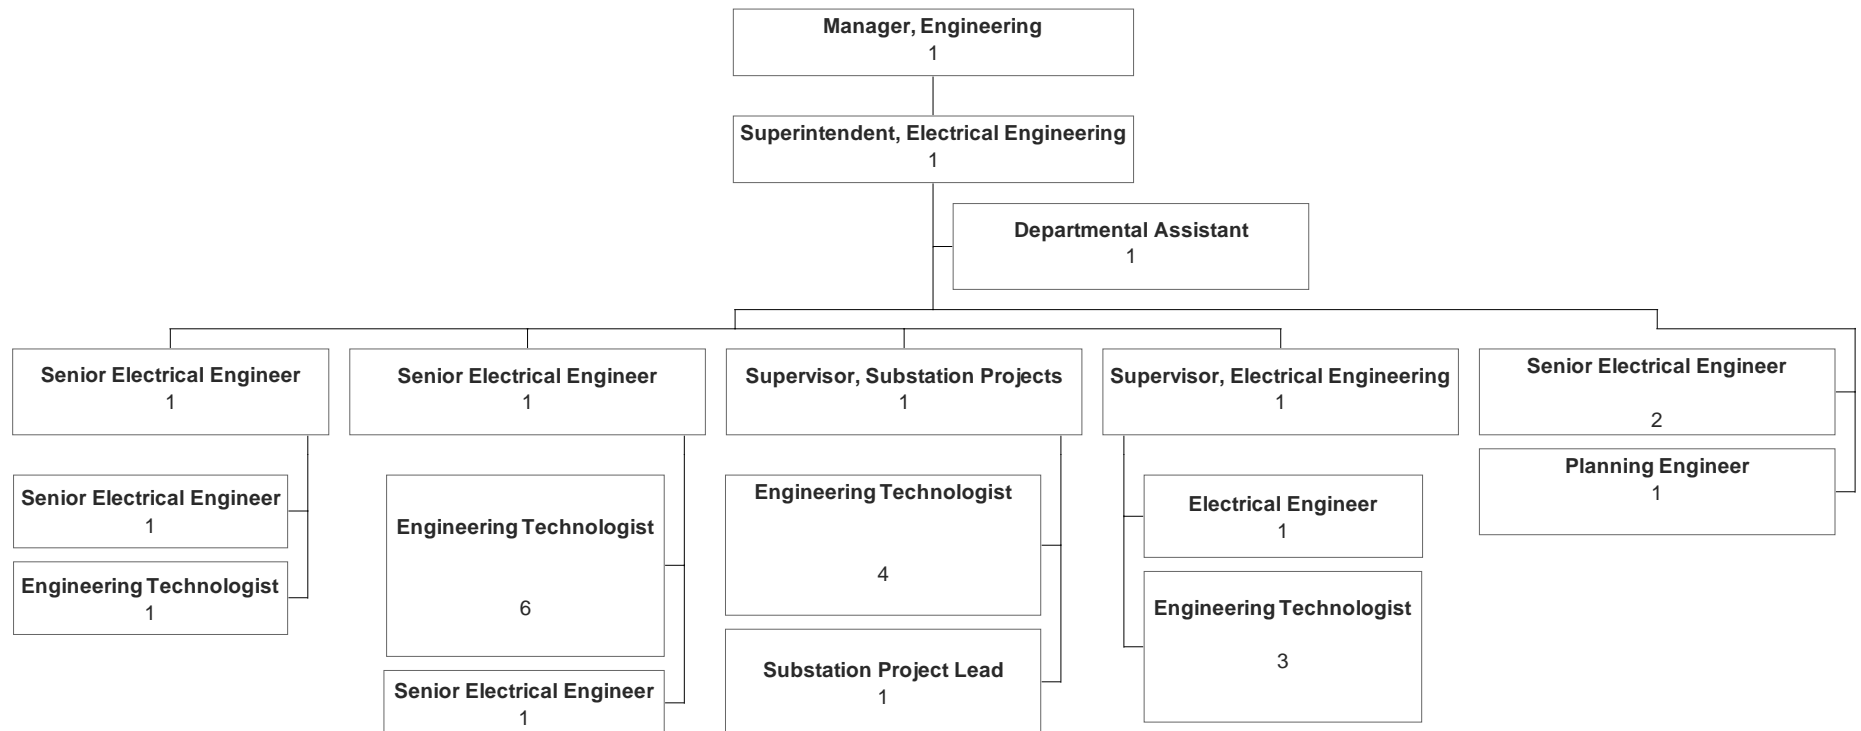 Manager, Engineering
1
Superintendent, Electrical Engineering
1
Departmental Assistant
1
Senior Electrical Engineer
1
Senior Electrical Engineer
1
Engineering Technologist
1
Senior Electrical Engineer
1
Engineering Technologist
6
Senior Electrical Engineer
1
Supervisor, Substation Projects
1
Engineering Technologist
4
Substation Project Lead
1
Supervisor, Electrical Engineering
1
Electrical Engineer
1
Engineering Technologist
3
Senior Electrical Engineer
2
Planning Engineer
1